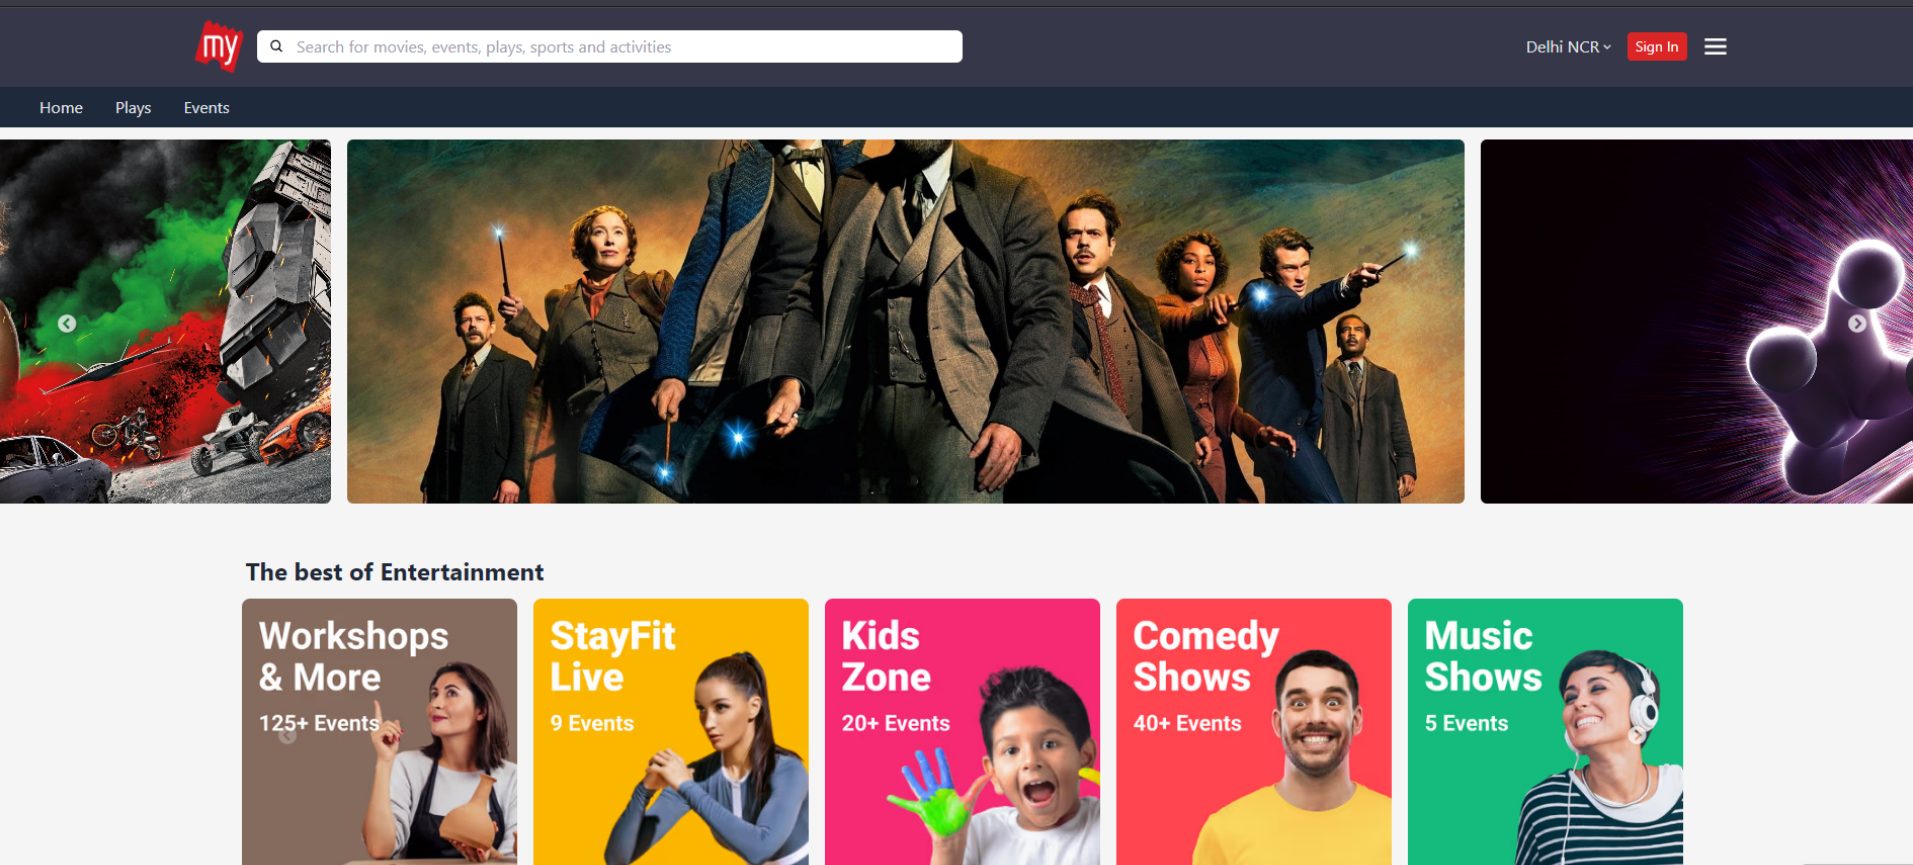 my
Search for movies, events, plays, sports and activities
Delhi NCR
Sign In
Home
Plays
Events
The best of Entertainment
Workshops
& More
125+ Events
StayFit
Live
9 Events
Kids
Zone
20+ Events
Comedy
Shows
40+ Events
Music
Shows
5 Events